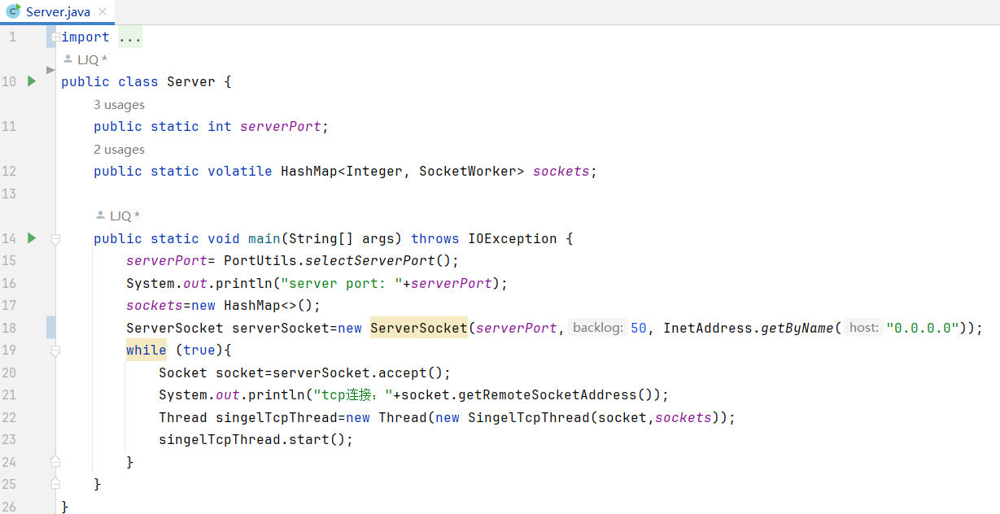 Server.java
1 import ...
LJQ *
10 public class Server {
3 usages
11 public static int serverPort;
2 usages
12 public static volatile HashMap<Integer, SocketWorker> sockets;
13
LJQ *
14 public static void main(String[] args) throws IOException {
15 serverPort= PortUtils.selectServerPort();
16 System.out.println("server port: "+serverPort);
17 sockets=new HashMap<>();
18 ServerSocket serverSocket=new ServerSocket(serverPort, backlog: 50, InetAddress.getByName( host: "0.0.0.0"));
19 while (true){
20 Socket socket=serverSocket.accept();
21 System.out.println("tcp连接："+socket.getRemoteSocketAddress());
22 Thread singelTcpThread=new Thread(new SingelTcpThread(socket,sockets));
23 singelTcpThread.start();
24 }
25 }
26 }